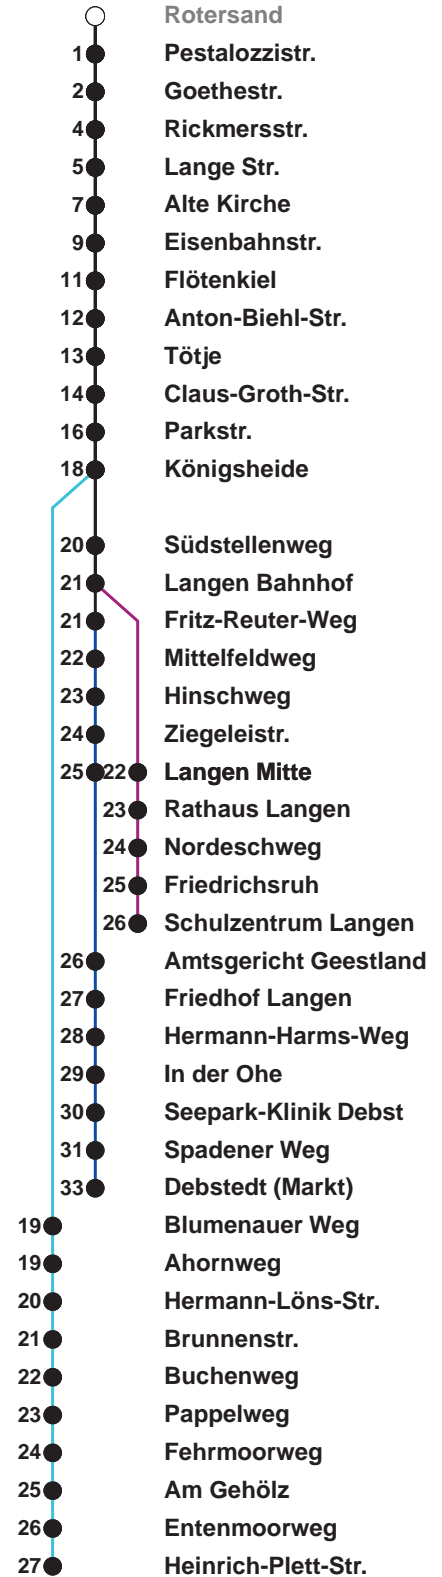 Rotersand
1 Pestalozzistr.
2 Goethestr.
4 Rickmersstr.
5 Lange Str.
7 Alte Kirche
9 Eisenbahnstr.
11 Flötenkiel
12 Anton-Biehl-Str.
13 Tötje
14 Claus-Groth-Str.
16 Parkstr.
18 Königsheide
20 Südstellenweg
21 Langen Bahnhof
21 Fritz-Reuter-Weg
22 Mittelfeldweg
23 Hinschweg
24 Ziegeleistr.
25 22 Langen Mitte
23 Rathaus Langen
24 Nordeschweg
25 Friedrichsruh
26 Schulzentrum Langen
26 Amtsgericht Geestland
27 Friedhof Langen
28 Hermann-Harms-Weg
29 In der Ohe
30 Seepark-Klinik Debst
31 Spadener Weg
33 Debstedt (Markt)
19 Blumenauer Weg
19 Ahornweg
20 Hermann-Löns-Str.
21 Brunnenstr.
22 Buchenweg
23 Pappelweg
24 Fehrmoorweg
25 Am Gehölz
26 Entenmoorweg
27 Heinrich-Plett-Str.